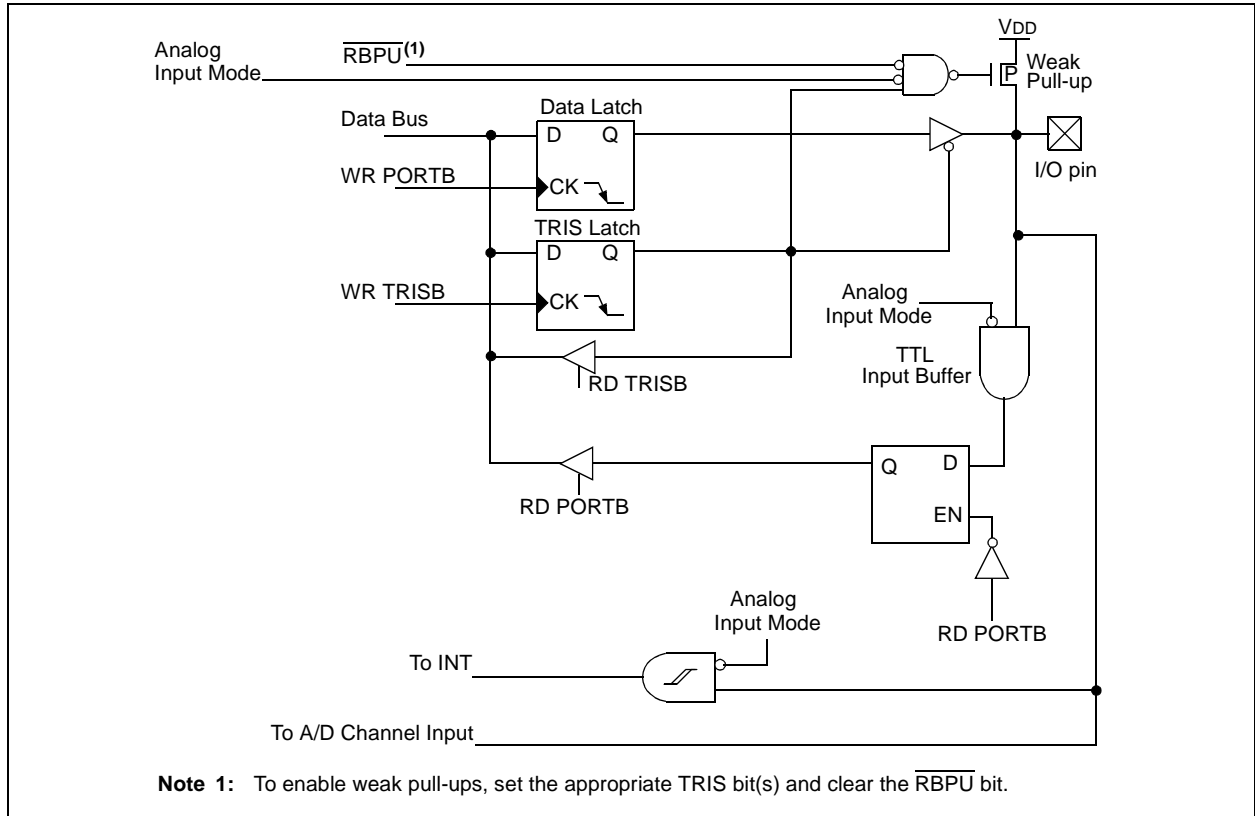 VDD
Analog
Input Mode
RBPU(1)
P
Weak
Pull-up
Data Latch
Data Bus
D Q
I/O pin
WR PORTB
CK
TRIS Latch
D Q
WR TRISB
CK
Analog
Input Mode
TTL
Input Buffer
RD TRISB
Q D
RD PORTB
EN
Analog
Input Mode
RD PORTB
To INT
To A/D Channel Input
Note 1: To enable weak pull-ups, set the appropriate TRIS bit(s) and clear the RBPU bit.